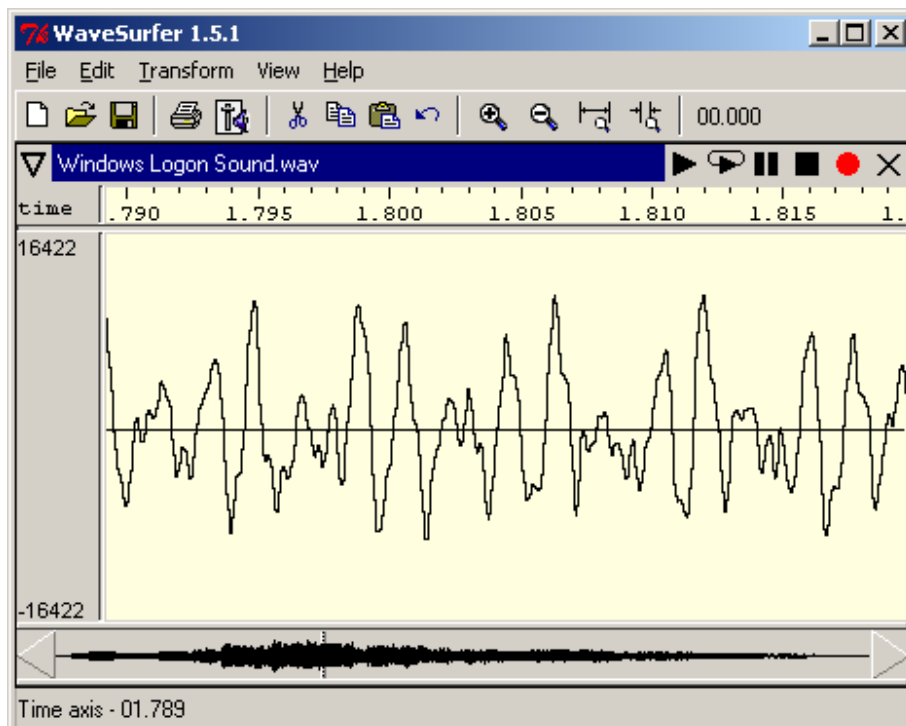 WaveSurfer 1.5.1
File Edit Transform View Help
00.000
Windows Logon Sound.wav
time .790 1.795 1.800 1.805 1.810 1.815 1.
16422
-16422
Time axis - 01.789